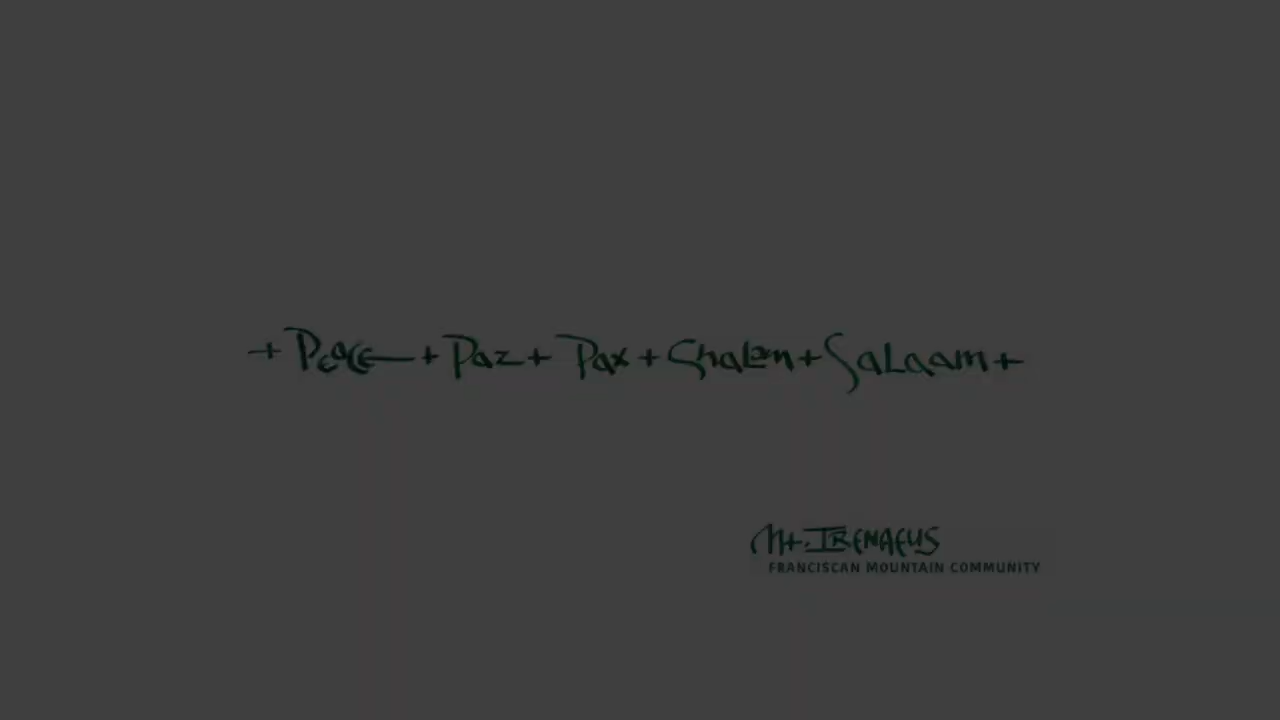 + Peace + Paz + Pax + Shalom + Salaam +
Mt. IRENAEUS
FRANCISCAN MOUNTAIN COMMUNITY